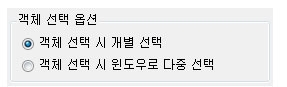 객체 선택 옵션
객체 선택 시 개별 선택
객체 선택 시 윈도우로 다중 선택